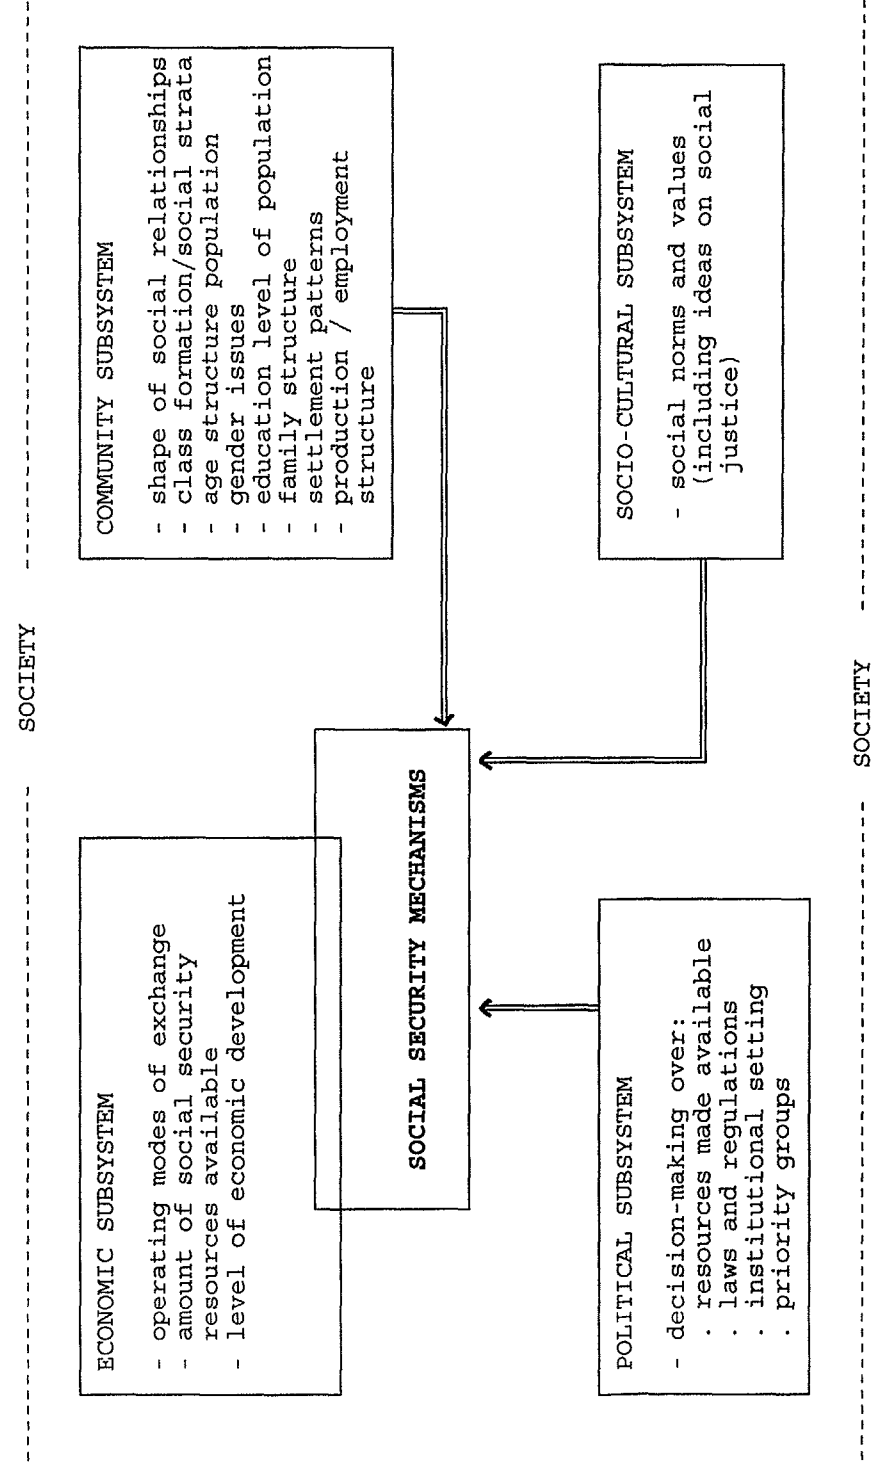 SOCIETY
ECONOMIC SUBSYSTEM
- operating modes of exchange
- amount of social security
resources available
- level of economic development
COMMUNITY SUBSYSTEM
- shape of social relationships
- class formation/social strata
- age structure population
- gender issues
- education level of population
- family structure
- settlement patterns
- production / employment
structure
SOCIAL SECURITY MECHANISMS
POLITICAL SUBSYSTEM
- decision-making over:
. resources made available
. laws and regulations
. institutional setting
. priority groups
SOCIO-CULTURAL SUBSYSTEM
- social norms and values
(including ideas on social
justice)
SOCIETY